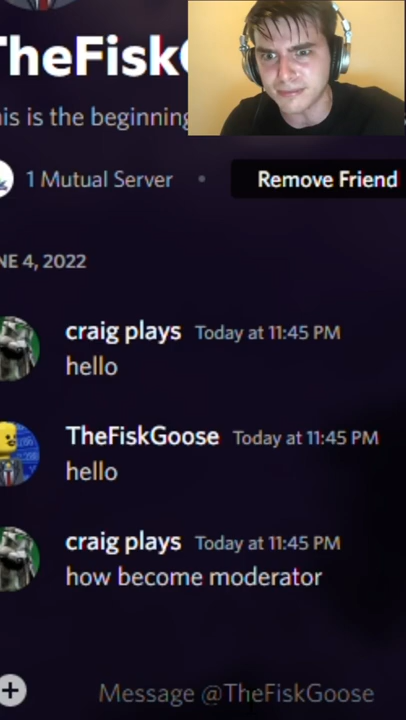 TheFisk
is is the beginning
1 Mutual Server • Remove Friend
NE 4, 2022
craig plays Today at 11:45 PM
hello
TheFiskGoose Today at 11:45 PM
hello
craig plays Today at 11:45 PM
how become moderator
Message @TheFiskGoose